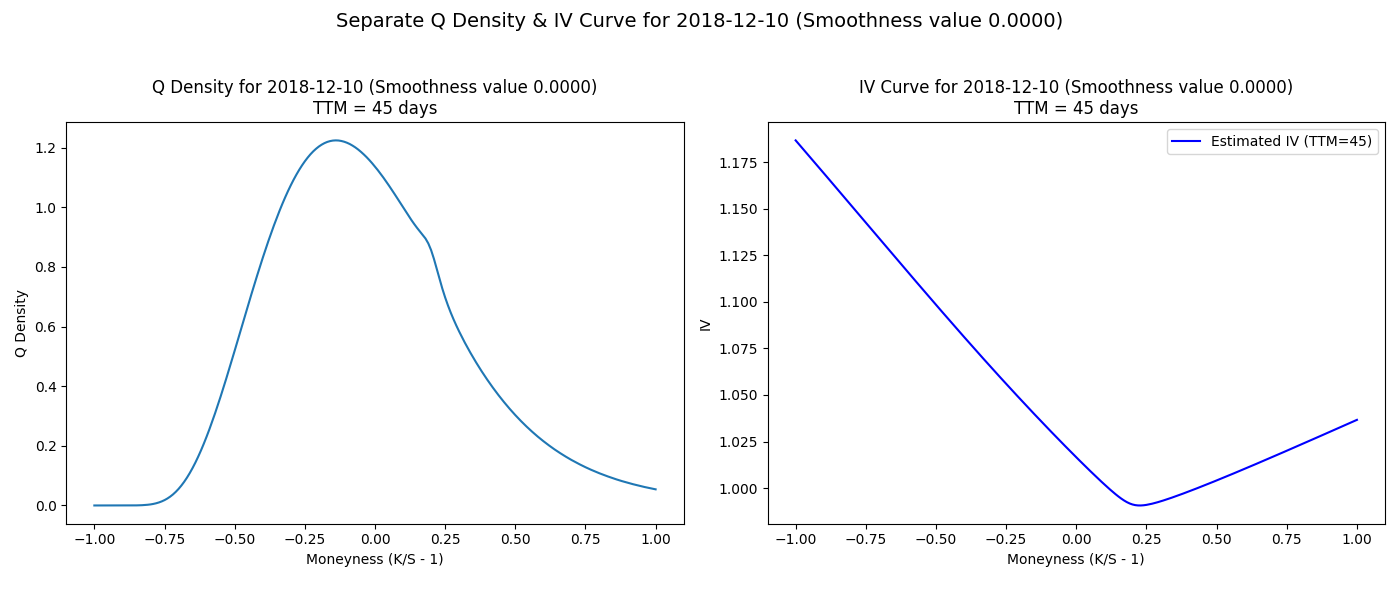 Separate Q Density & IV Curve for 2018-12-10 (Smoothness value 0.0000)
Q Density for 2018-12-10 (Smoothness value 0.0000)
TTM = 45 days
1.2
1.0
0.8
0.6
0.4
0.2
0.0
Q Density
−1.00 −0.75 −0.50 −0.25 0.00 0.25 0.50 0.75 1.00
Moneyness (K/S - 1)
IV Curve for 2018-12-10 (Smoothness value 0.0000)
TTM = 45 days
Estimated IV (TTM=45)
1.175
1.150
1.125
1.100
1.075
1.050
1.025
1.000
IV
−1.00 −0.75 −0.50 −0.25 0.00 0.25 0.50 0.75 1.00
Moneyness (K/S - 1)